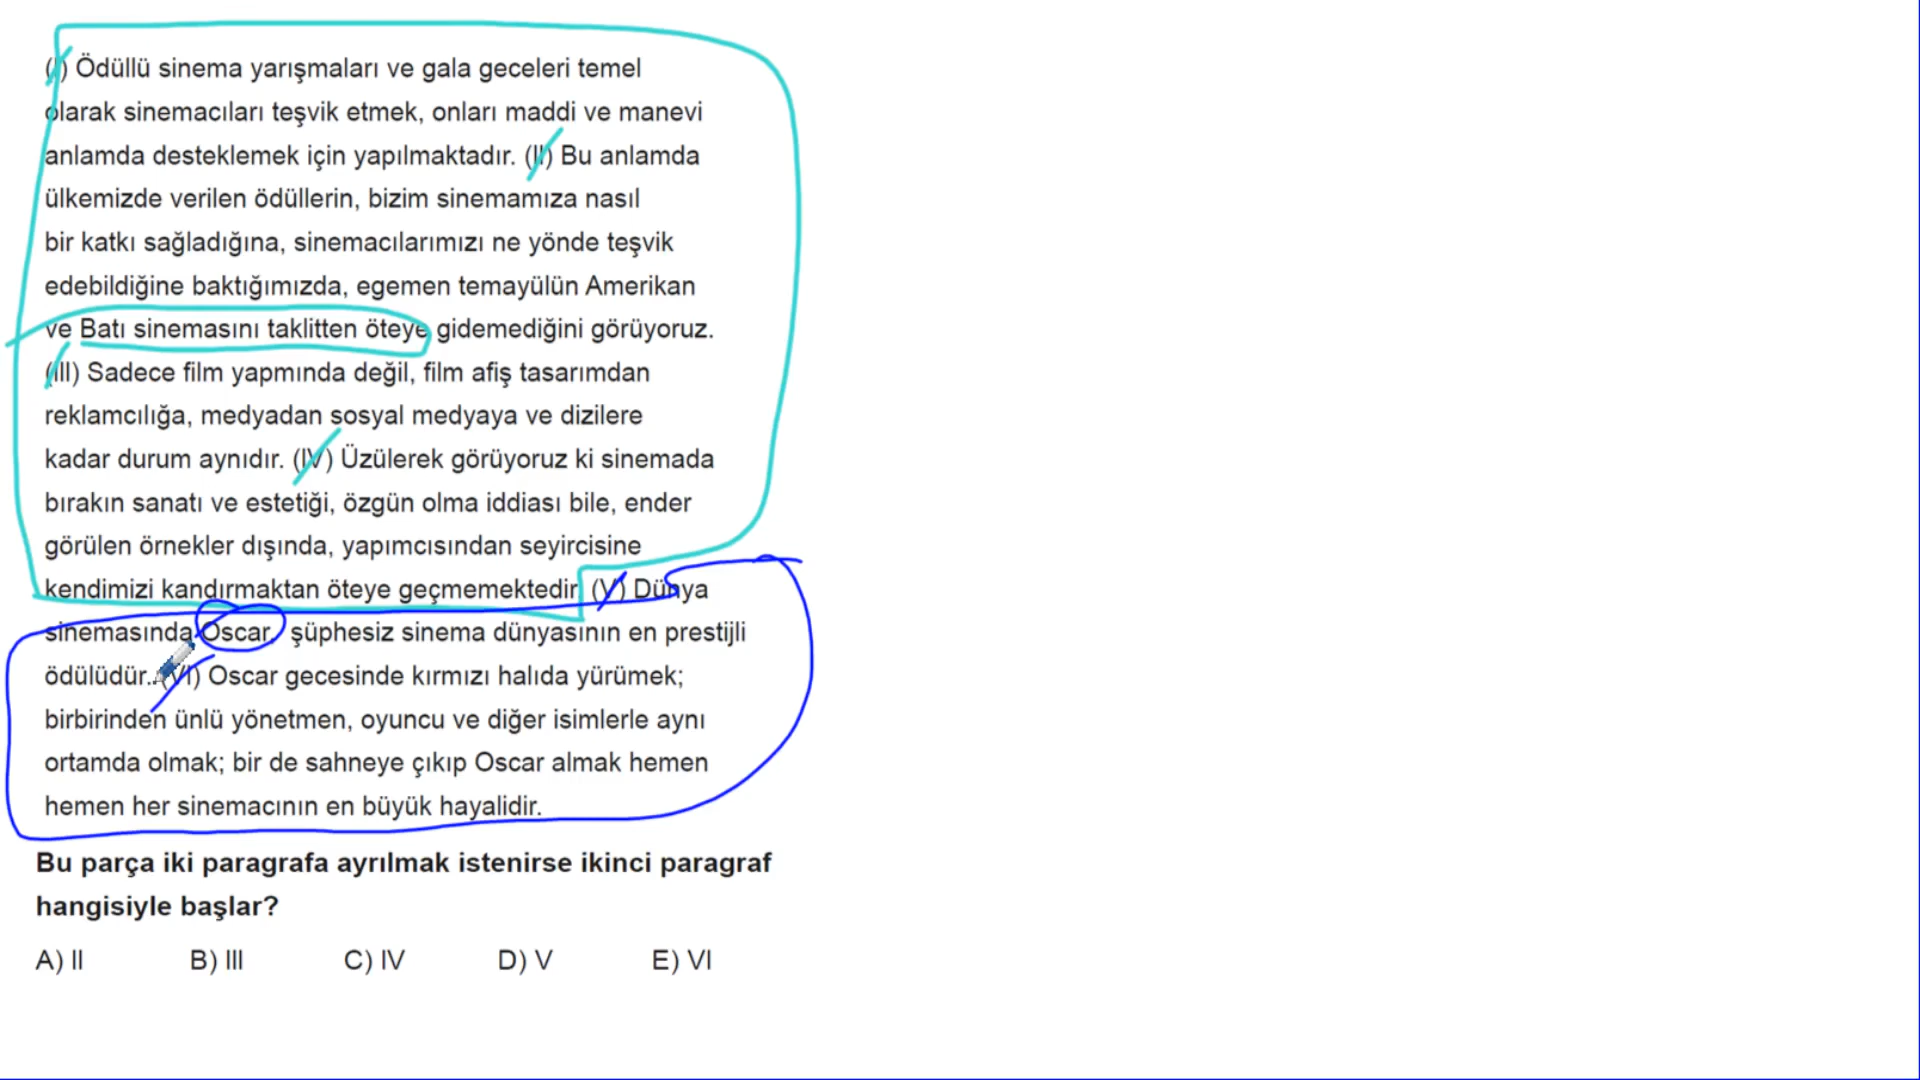 (I) Ödüllü sinema yarışmaları ve gala geceleri temel
olarak sinemacıları teşvik etmek, onları maddi ve manevi
anlamda desteklemek için yapılmaktadır. (II) Bu anlamda
ülkemizde verilen ödüllerin, bizim sinemamıza nasıl
bir katkı sağladığına, sinemacılarımızı ne yönde teşvik
edebildiğine baktığımızda, egemen temayülün Amerikan
ve Batı sinemasını taklitten öteye gidemediğini görüyoruz.
(III) Sadece film yapmında değil, film afiş tasarımdan
reklamcılığa, medyadan sosyal medyaya ve dizilere
kadar durum aynıdır. (IV) Üzülerek görüyoruz ki sinemada
bırakın sanatı ve estetiği, özgün olma iddiası bile, ender
görülen örnekler dışında, yapımcısından seyircisine
kendimizi kandırmaktan öteye geçmemektedir. (V) Dünya
sinemasında Oscar, şüphesiz sinema dünyasının en prestijli
ödülüdür.. (VI) Oscar gecesinde kırmızı halıda yürümek;
birbirinden ünlü yönetmen, oyuncu ve diğer isimlerle aynı
ortamda olmak; bir de sahneye çıkıp Oscar almak hemen
hemen her sinemacının en büyük hayalidir.
Bu parça iki paragrafa ayrılmak istenirse ikinci paragraf
hangisiyle başlar?
A) II B) III C) IV D) V E) VI